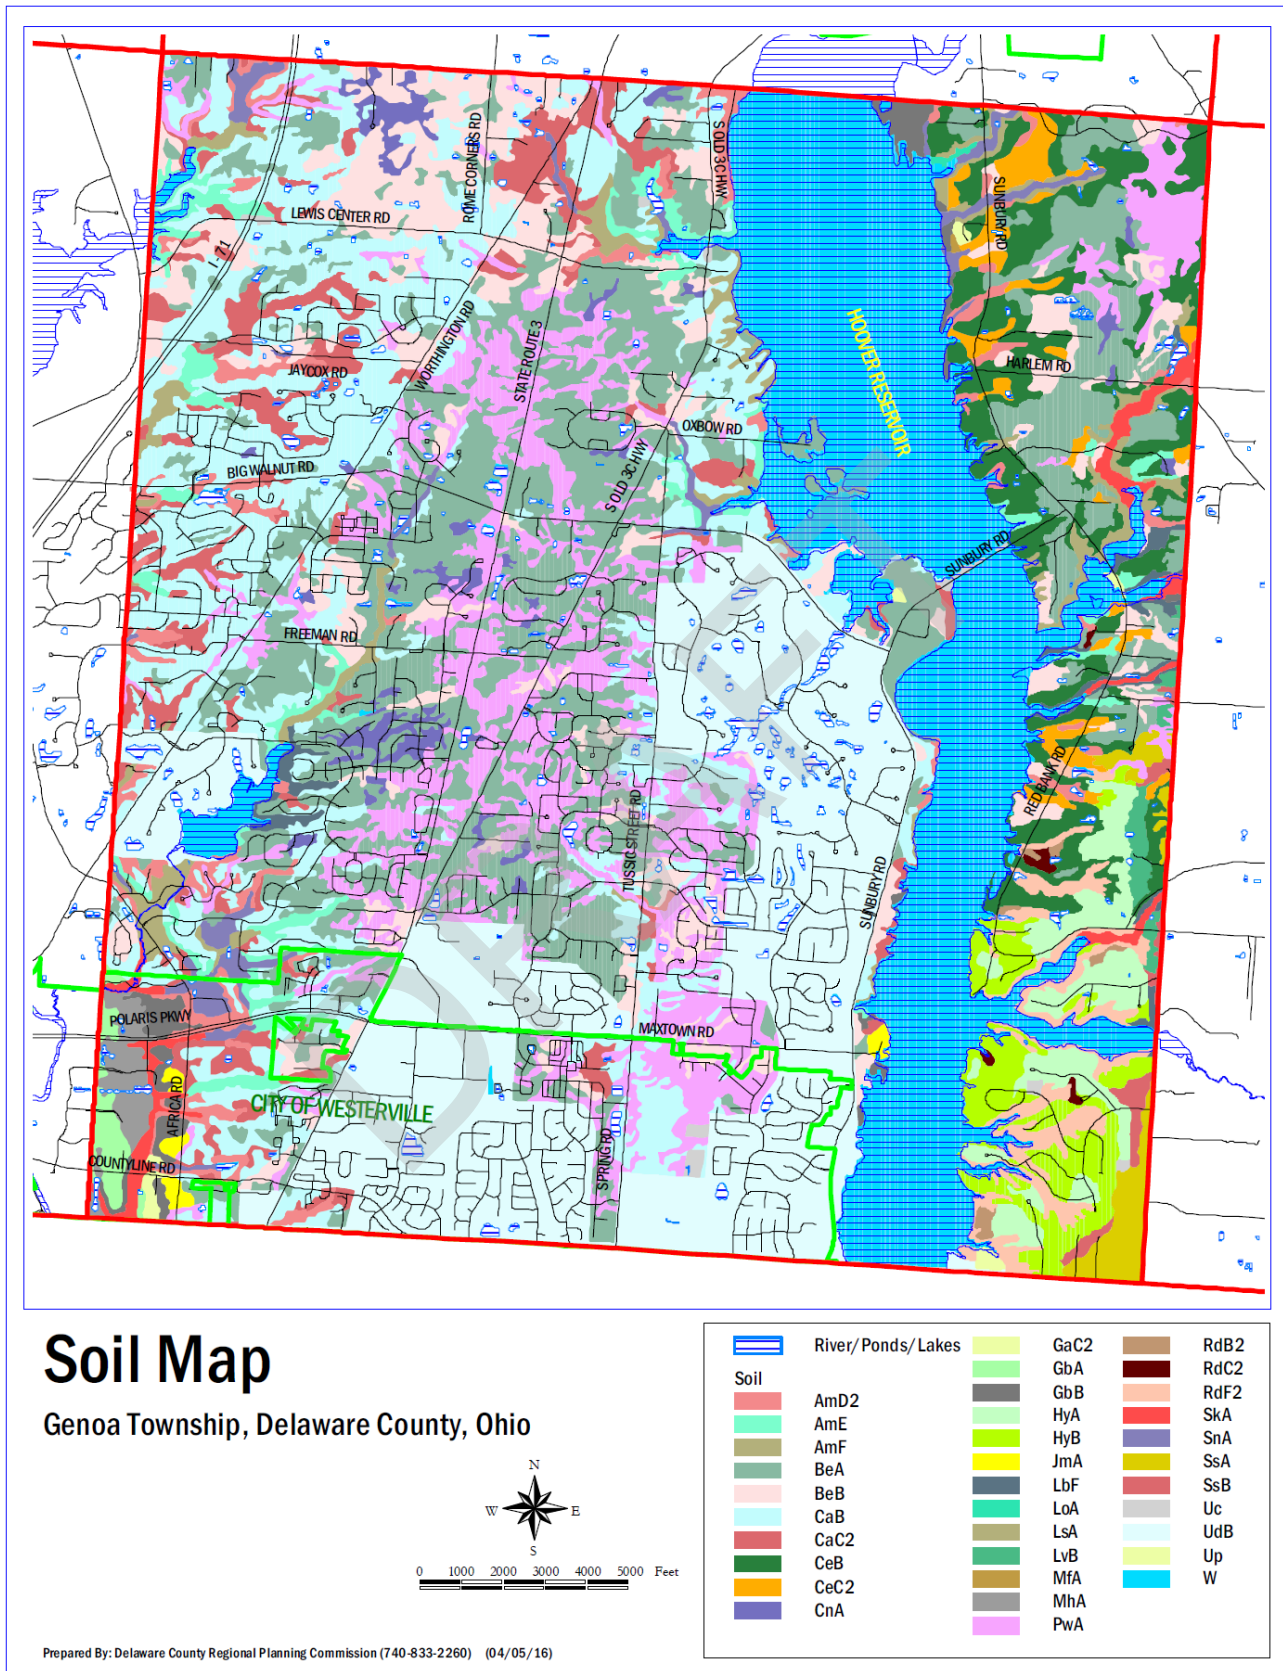 S OLD 3C HWY
ROME CORNERS RD
SUNBURY RD
LEWIS CENTER RD
I - 71
WORTHINGTON RD
STATE ROUTE 3
HOOVER RESERVOIR
HARLEM RD
JAYCOX RD
OXBOW RD
BIG WALNUT RD
S OLD 3C HWY
SUNBURY RD
FREEMAN RD
RED BANK RD
TUSSIC STREET RD
SUNBURY RD
POLARIS PKWY
MAXTOWN RD
AFRICA RD
CITY OF WESTERVILLE
SPRING RD
COUNTYLINE RD
DRAFT
Soil Map
Genoa Township, Delaware County, Ohio
N
W E
S
0 1000 2000 3000 4000 5000 Feet
Prepared By: Delaware County Regional Planning Commission (740-833-2260) (04/05/16)
River/Ponds/Lakes
Soil
AmD2
AmE
AmF
BeA
BeB
CaB
CaC2
CeB
CeC2
CnA
GaC2
GbA
GbB
HyA
HyB
JmA
LbF
LoA
LsA
LvB
MfA
MhA
PwA
RdB2
RdC2
RdF2
SkA
SnA
SsA
SsB
Uc
UdB
Up
W